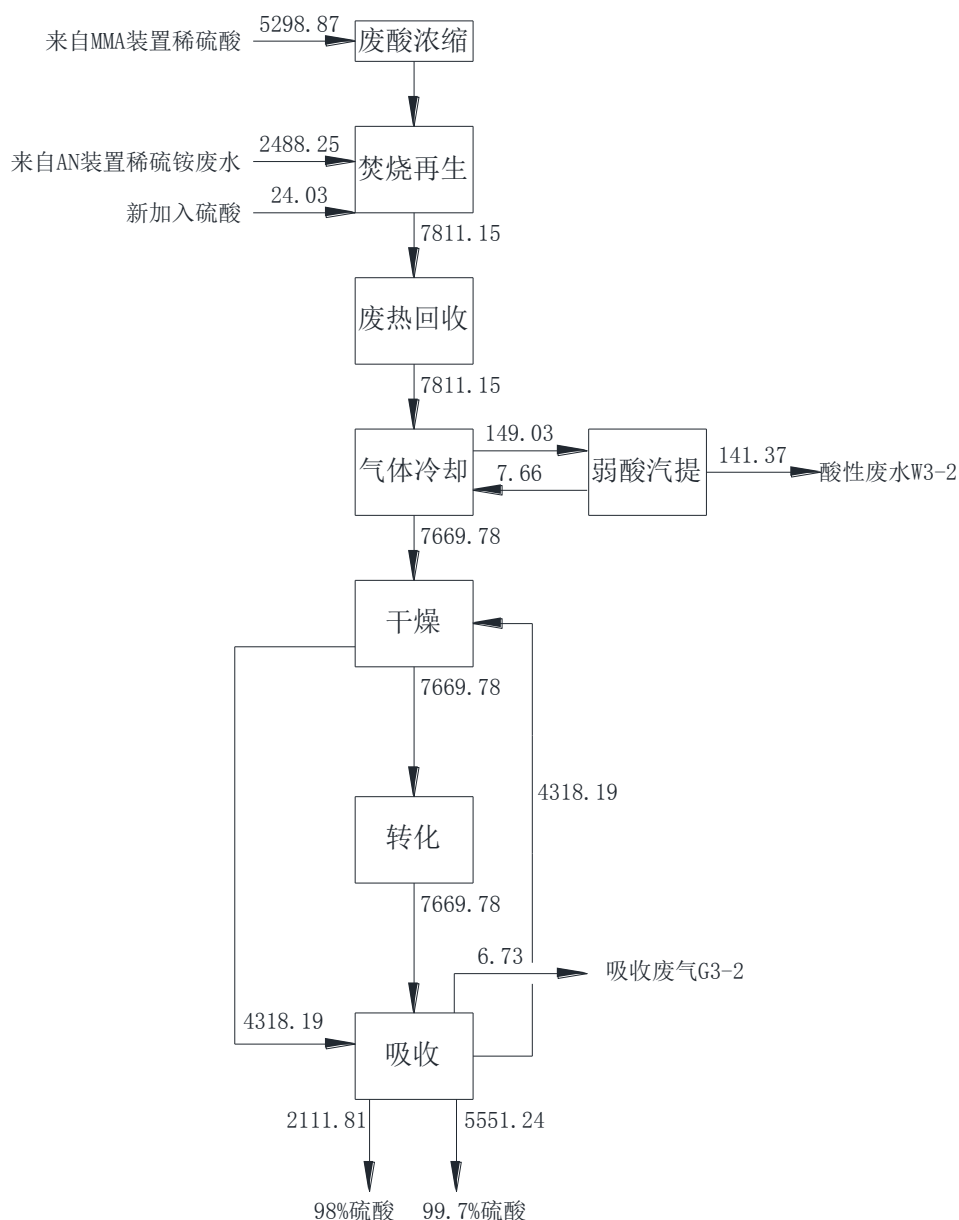 5298.87
来自MMA装置稀硫酸
废酸浓缩
2488.25
来自AN装置稀硫铵废水
焚烧再生
24.03
新加入硫酸
7811.15
废热回收
7811.15
149.03
141.37
气体冷却
7.66
弱酸汽提
酸性废水W3-2
7669.78
干燥
7669.78
4318.19
转化
7669.78
6.73
吸收废气G3-2
4318.19
吸收
2111.81
5551.24
98%硫酸
99.7%硫酸